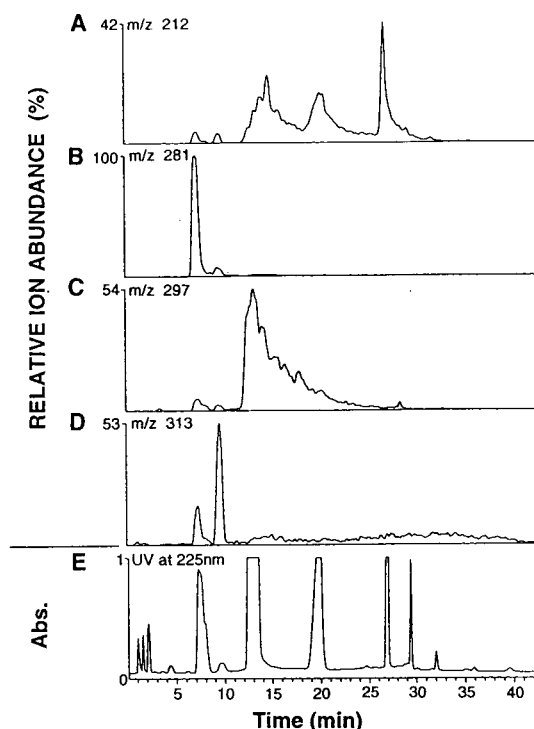 A
42 m/z 212
B
100 m/z 281
C
54 m/z 297
D
53 m/z 313
E
1 UV at 225nm
0
RELATIVE ION ABUNDANCE (%)
Abs.
5 10 15 20 25 30 35 40
Time (min)